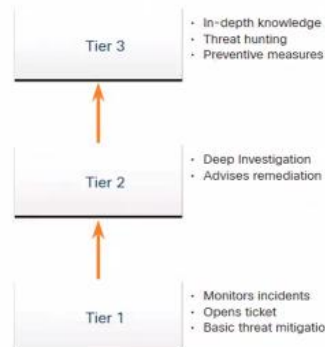 Tier 3
· In-depth knowledge
· Threat hunting
· Preventive measures
Tier 2
· Deep Investigation
· Advises remediation
Tier 1
· Monitors incidents
· Opens ticket
· Basic threat mitigatio